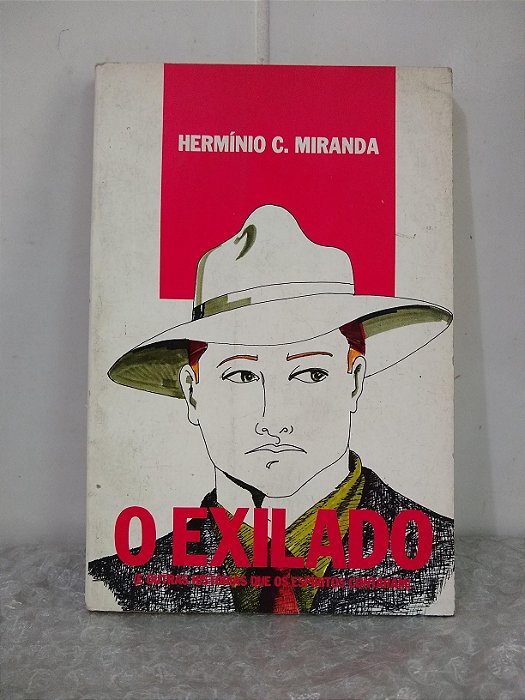 HERMÍNIO C. MIRANDA
O EXILADO
E OUTRAS HISTÓRIAS QUE OS ESPÍRITOS CONTARAM